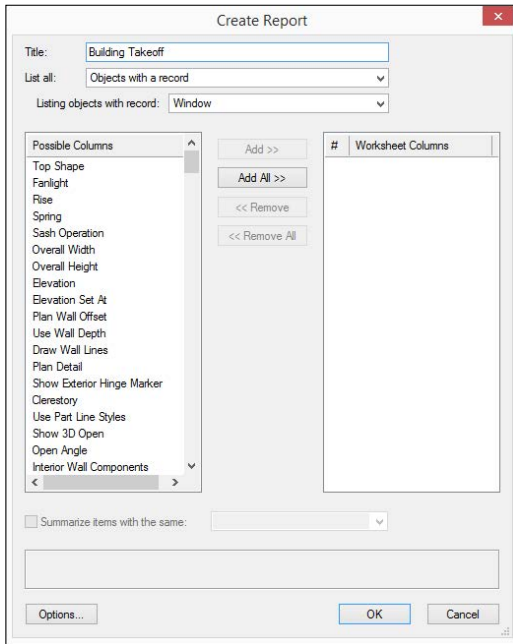 Create Report
Title: Building Takeoff
List all: Objects with a record
Listing objects with record: Window
Possible Columns
Top Shape
Fanlight
Rise
Spring
Sash Operation
Overall Width
Overall Height
Elevation
Elevation Set At
Plan Wall Offset
Use Wall Depth
Draw Wall Lines
Plan Detail
Show Exterior Hinge Marker
Clerestory
Use Part Line Styles
Show 3D Open
Open Angle
Interior Wall Components
Add >>
Add All >>
<< Remove
<< Remove All
# Worksheet Columns
Summarize items with the same:
Options... OK Cancel